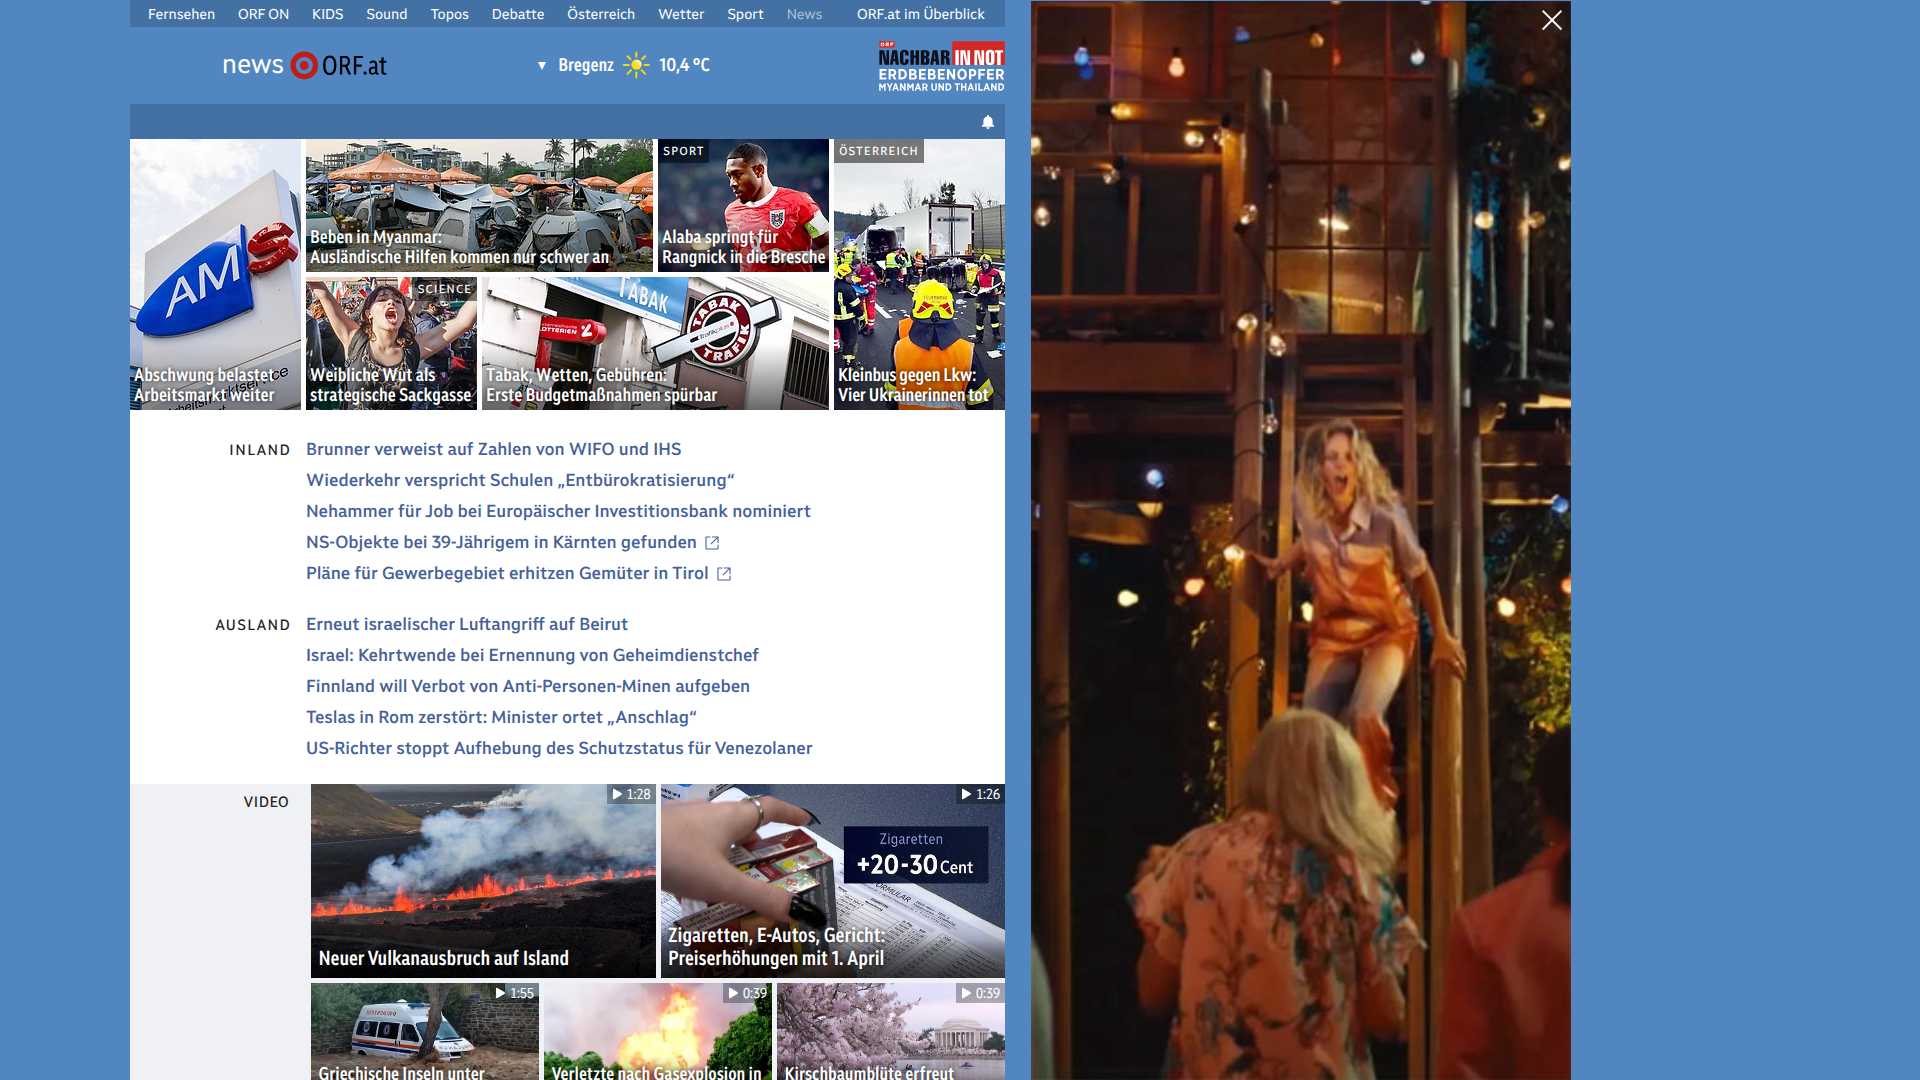 Fernsehen ORF ON KIDS Sound Topos Debatte Österreich Wetter Sport News ORF.at im Überblick
news ORF.at
Bregenz 10,4 °C
ORF
NACHBAR IN NOT
ERDBEBENOPFER
MYANMAR UND THAILAND
AMS
Abschwung belastet
Arbeitsmarkt weiter
Beben in Myanmar:
Ausländische Hilfen kommen nur schwer an
SPORT
Alaba springt für
Rangnick in die Bresche
ÖSTERREICH
Kleinbus gegen Lkw:
Vier Ukrainerinnen tot
SCIENCE
Weibliche Wut als
strategische Sackgasse
TABAK
LOTTERIEN
TABAK
TRAFIK
Tabak, Wetten, Gebühren:
Erste Budgetmaßnahmen spürbar
INLAND
Brunner verweist auf Zahlen von WIFO und IHS
Wiederkehr verspricht Schulen „Entbürokratisierung“
Nehammer für Job bei Europäischer Investitionsbank nominiert
NS-Objekte bei 39-Jährigem in Kärnten gefunden
Pläne für Gewerbegebiet erhitzen Gemüter in Tirol
AUSLAND
Erneut israelischer Luftangriff auf Beirut
Israel: Kehrtwende bei Ernennung von Geheimdienstchef
Finnland will Verbot von Anti-Personen-Minen aufgeben
Teslas in Rom zerstört: Minister ortet „Anschlag“
US-Richter stoppt Aufhebung des Schutzstatus für Venezolaner
VIDEO
1:28
Neuer Vulkanausbruch auf Island
1:26
Zigaretten
+20-30 Cent
Zigaretten, E-Autos, Gericht:
Preiserhöhungen mit 1. April
1:55
Griechische Inseln unter
0:39
Verletzte nach Gasexplosion in
0:39
Kirschbaumblüte erfreut